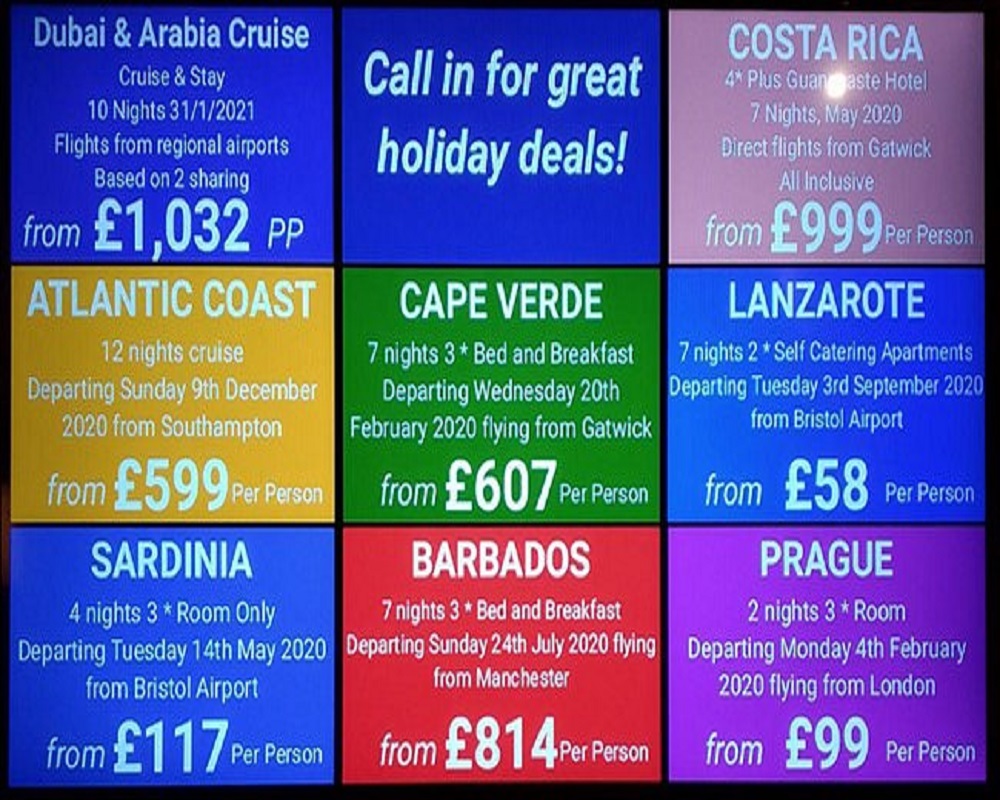 Dubai & Arabia Cruise
Cruise & Stay
10 Nights 31/1/2021
Flights from regional airports
Based on 2 sharing
from £1,032 PP
Call in for great
holiday deals!
COSTA RICA
4* Plus Hotel
7 Nights, May 2020
Direct flights from Gatwick
All Inclusive
from £999 Per Person
ATLANTIC COAST
12 nights cruise
Departing Sunday 9th December
2020 from Southampton
from £599 Per Person
CAPE VERDE
7 nights 3* Bed and Breakfast
Departing Wednesday 20th
February 2020 flying from Gatwick
from £607 Per Person
LANZAROTE
7 nights 2* Self Catering Apartments
Departing Tuesday 3rd September 2020
from Bristol Airport
from £58 Per Person
SARDINIA
4 nights 3* Room Only
Departing Tuesday 14th May 2020
from Bristol Airport
from £117 Per Person
BARBADOS
7 nights 3* Bed and Breakfast
Departing Sunday 24th July 2020 flying
from Manchester
from £814 Per Person
PRAGUE
2 nights 3* Room
Departing Monday 4th February
2020 flying from London
from £99 Per Person